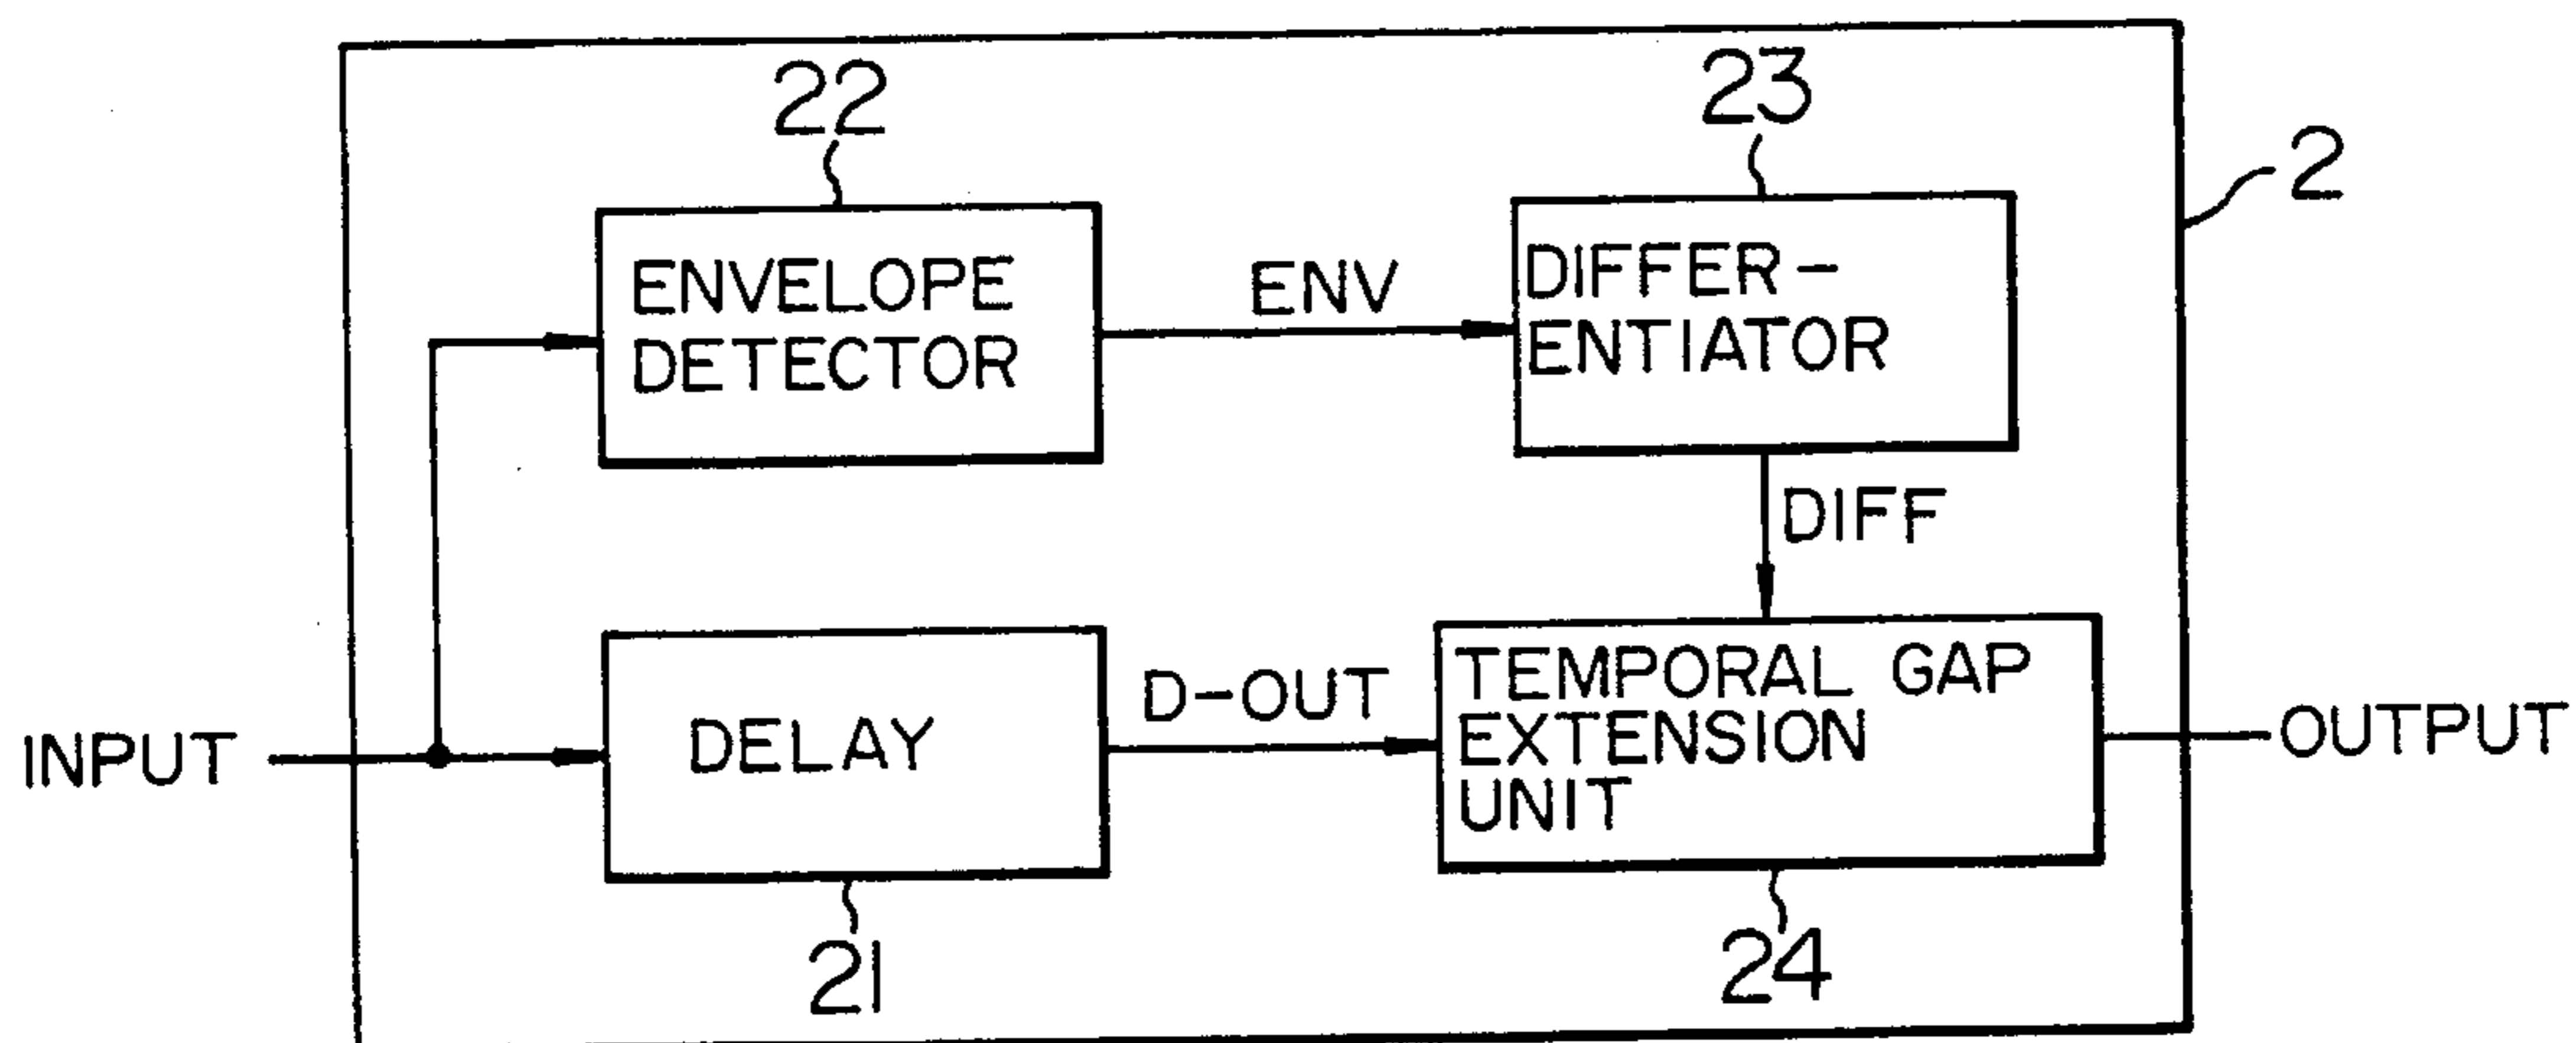 22
23
2
ENVELOPE
DETECTOR
ENV
DIFFER-
ENTIATOR
DIFF
INPUT
DELAY
D-OUT
TEMPORAL GAP
EXTENSION
UNIT
OUTPUT
21
24